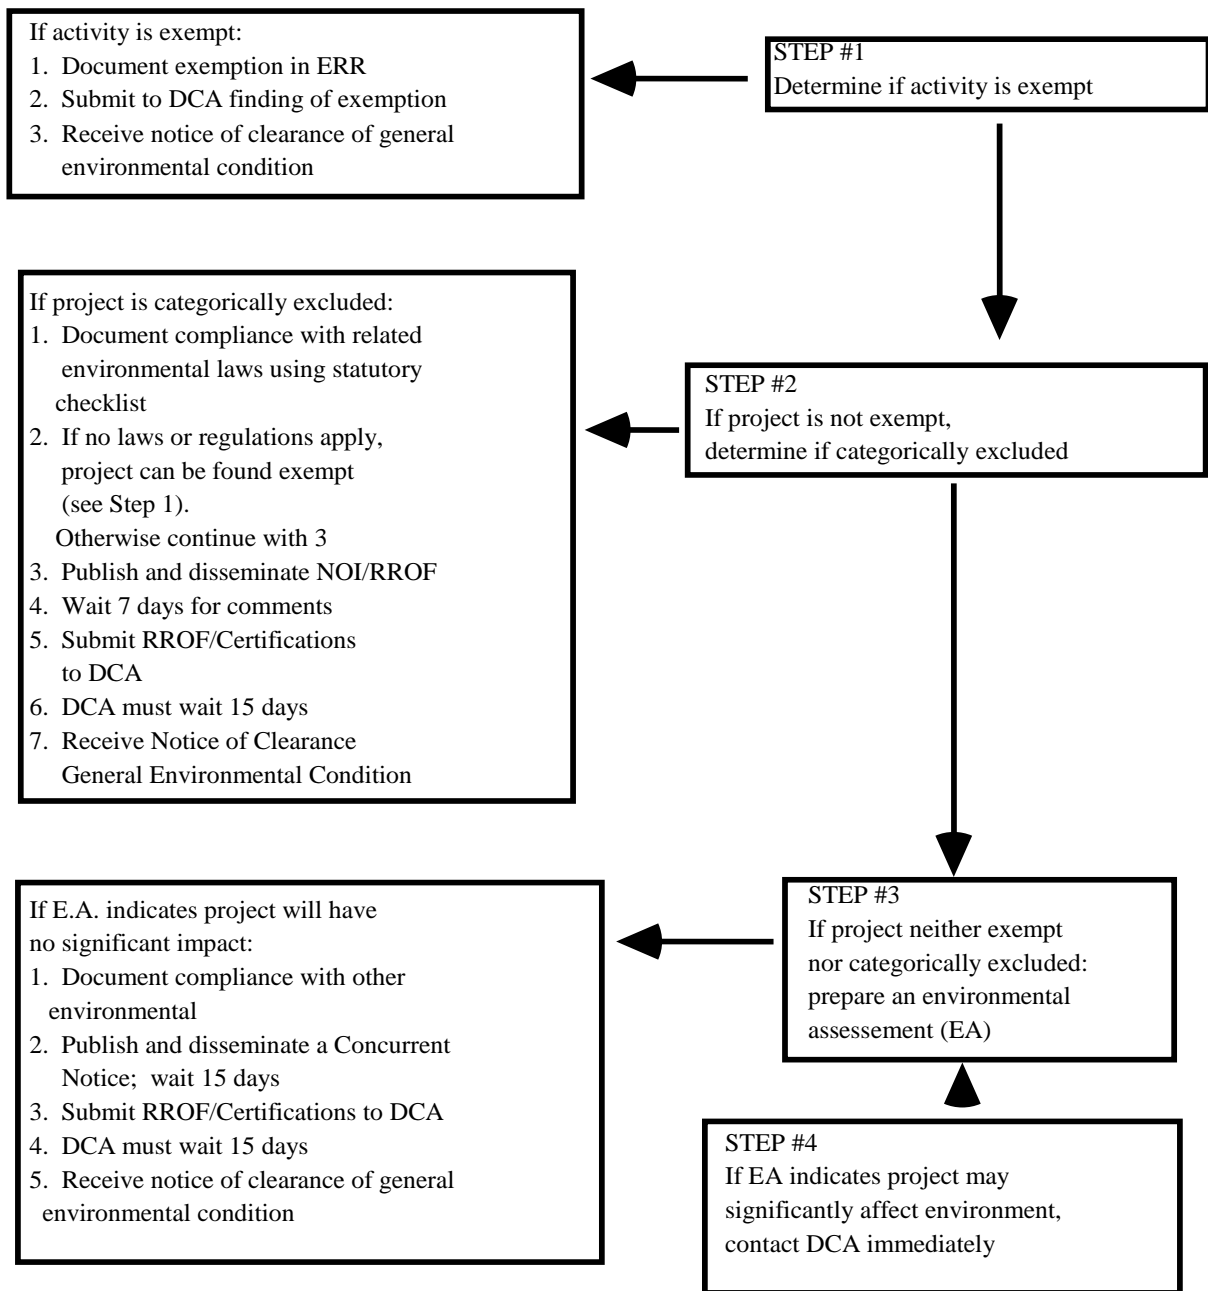 STEP #1
Determine if activity is exempt
If activity is exempt:
1. Document exemption in ERR
2. Submit to DCA finding of exemption
3. Receive notice of clearance of general
environmental condition
STEP #2
If project is not exempt,
determine if categorically excluded
If project is categorically excluded:
1. Document compliance with related
environmental laws using statutory
checklist
2. If no laws or regulations apply,
project can be found exempt
(see Step 1).
Otherwise continue with 3
3. Publish and disseminate NOI/RROF
4. Wait 7 days for comments
5. Submit RROF/Certifications
to DCA
6. DCA must wait 15 days
7. Receive Notice of Clearance
General Environmental Condition
STEP #3
If project neither exempt
nor categorically excluded:
prepare an environmental
assessement (EA)
If E.A. indicates project will have
no significant impact:
1. Document compliance with other
environmental
2. Publish and disseminate a Concurrent
Notice; wait 15 days
3. Submit RROF/Certifications to DCA
4. DCA must wait 15 days
5. Receive notice of clearance of general
environmental condition
STEP #4
If EA indicates project may
significantly affect environment,
contact DCA immediately